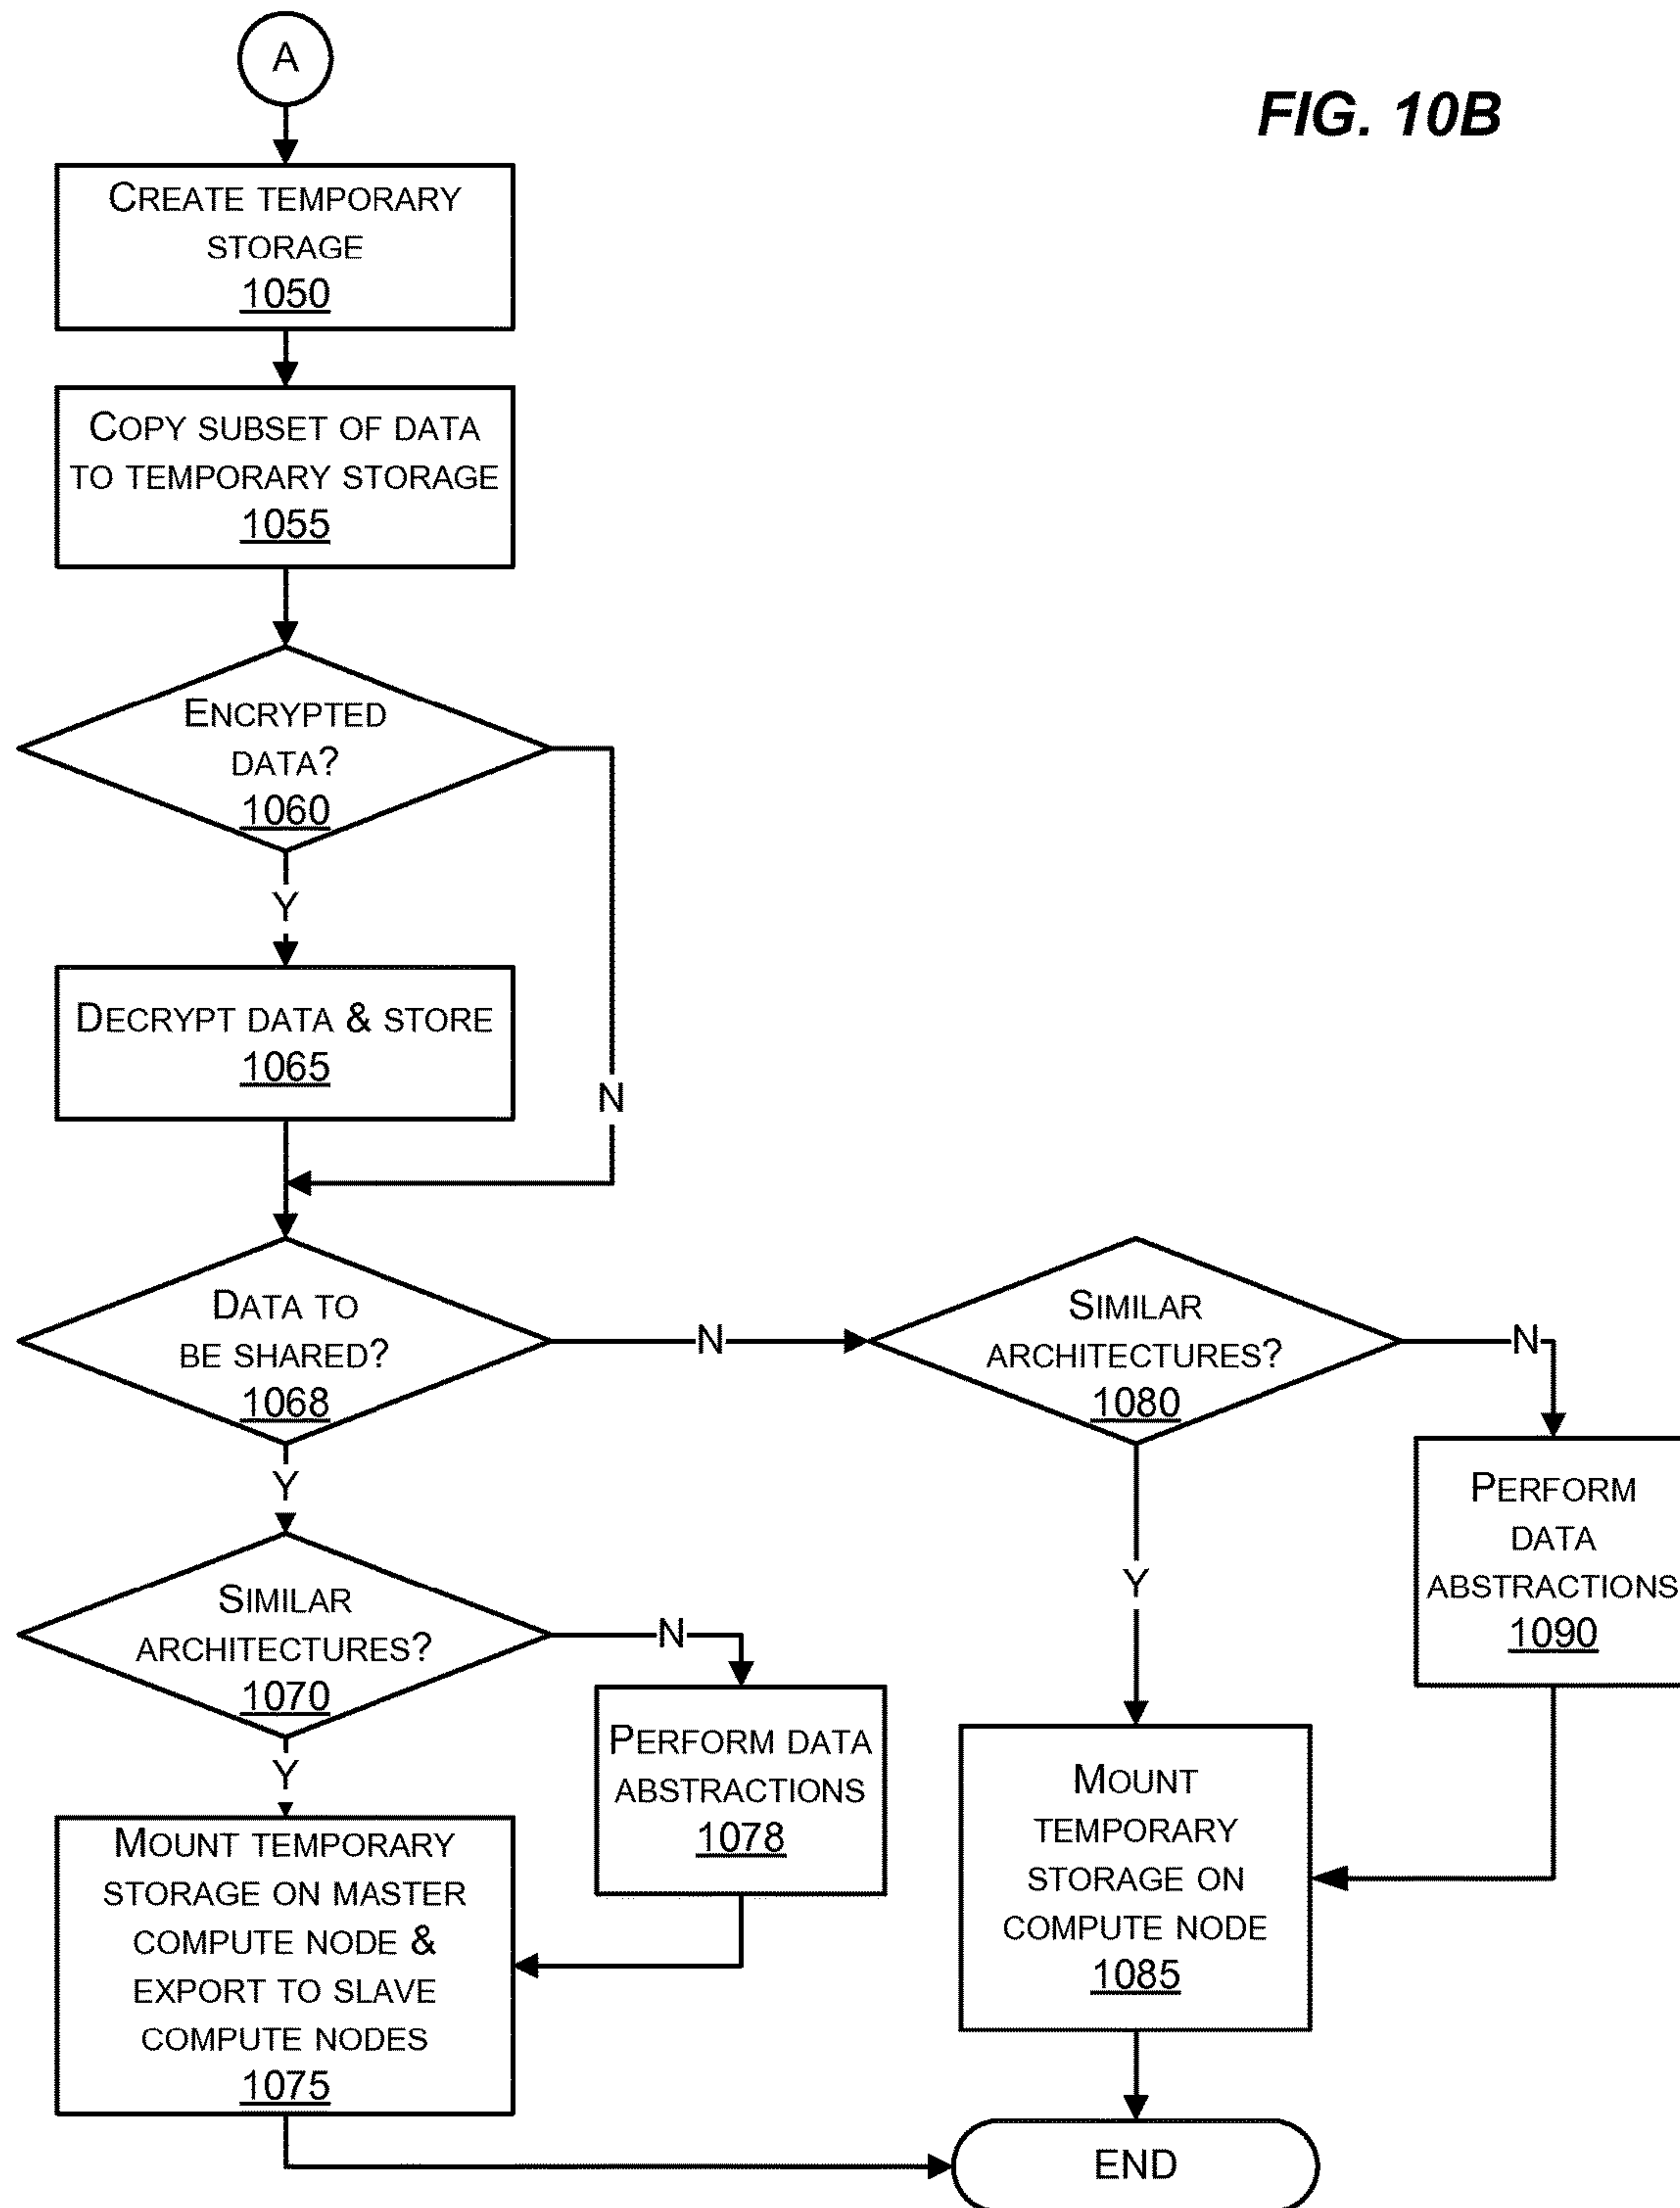 A
FIG. 10B
CREATE TEMPORARY
STORAGE
1050
COPY SUBSET OF DATA
TO TEMPORARY STORAGE
1055
ENCRYPTED
DATA?
1060
Y
DECRYPT DATA & STORE
1065
N
DATA TO
BE SHARED?
1068
N
SIMILAR
ARCHITECTURES?
1080
N
Y
PERFORM
DATA
ABSTRACTIONS
1090
Y
SIMILAR
ARCHITECTURES?
1070
N
PERFORM DATA
ABSTRACTIONS
1078
Y
MOUNT TEMPORARY
STORAGE ON MASTER
COMPUTE NODE &
EXPORT TO SLAVE
COMPUTE NODES
1075
MOUNT
TEMPORARY
STORAGE ON
COMPUTE NODE
1085
END